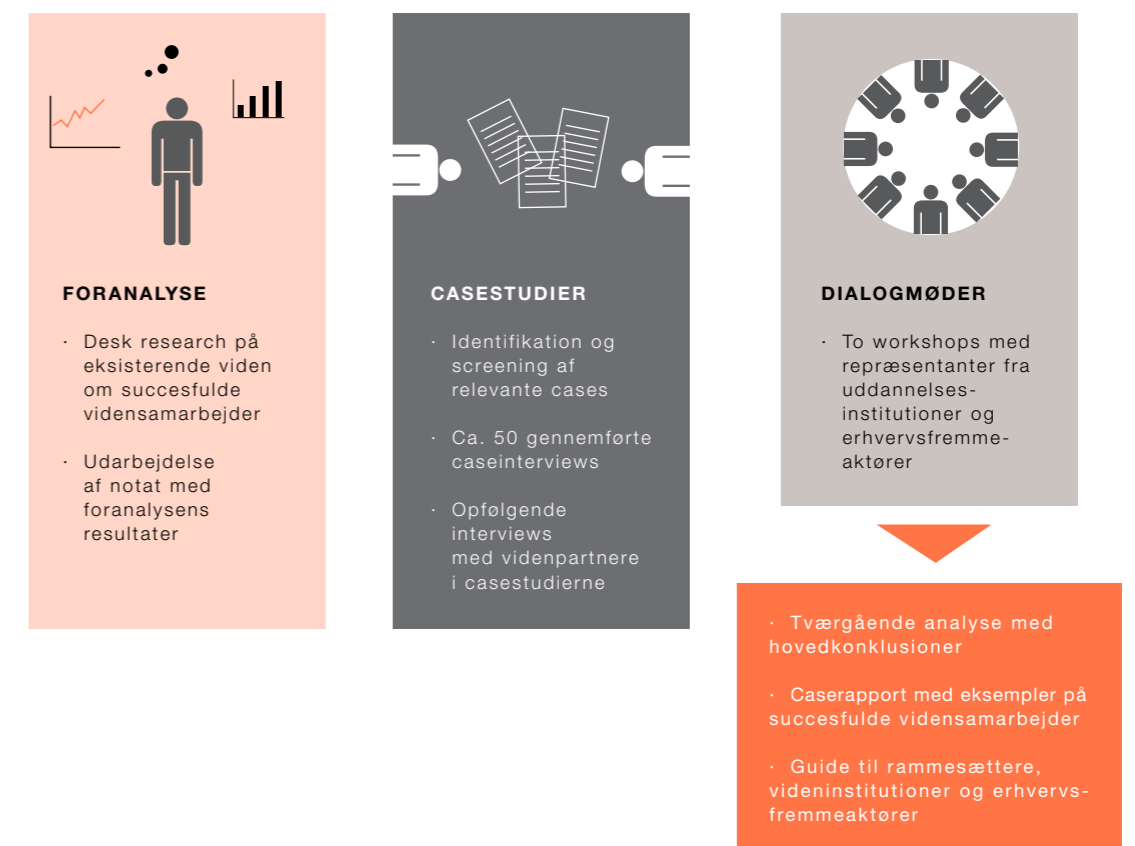 FORANALYSE
· Desk research på
eksisterende viden
om succesfulde
vidensamarbejder
· Udarbejdelse
af notat med
foranalysens
resultater
CASESTUDIER
· Identifikation og
screening af
relevante cases
· Ca. 50 gennemførte
caseinterviews
· Opfølgende
interviews
med videnpartnere
i casestudierne
DIALOGMØDER
· To workshops med
repræsentanter fra
uddannelses-
institutioner og
erhvervsfremme-
aktører
· Tværgående analyse med
hovedkonklusioner
· Caserapport med eksempler på
succesfulde vidensamarbejder
· Guide til rammesættere,
videninstitutioner og erhvervs-
fremmeaktører